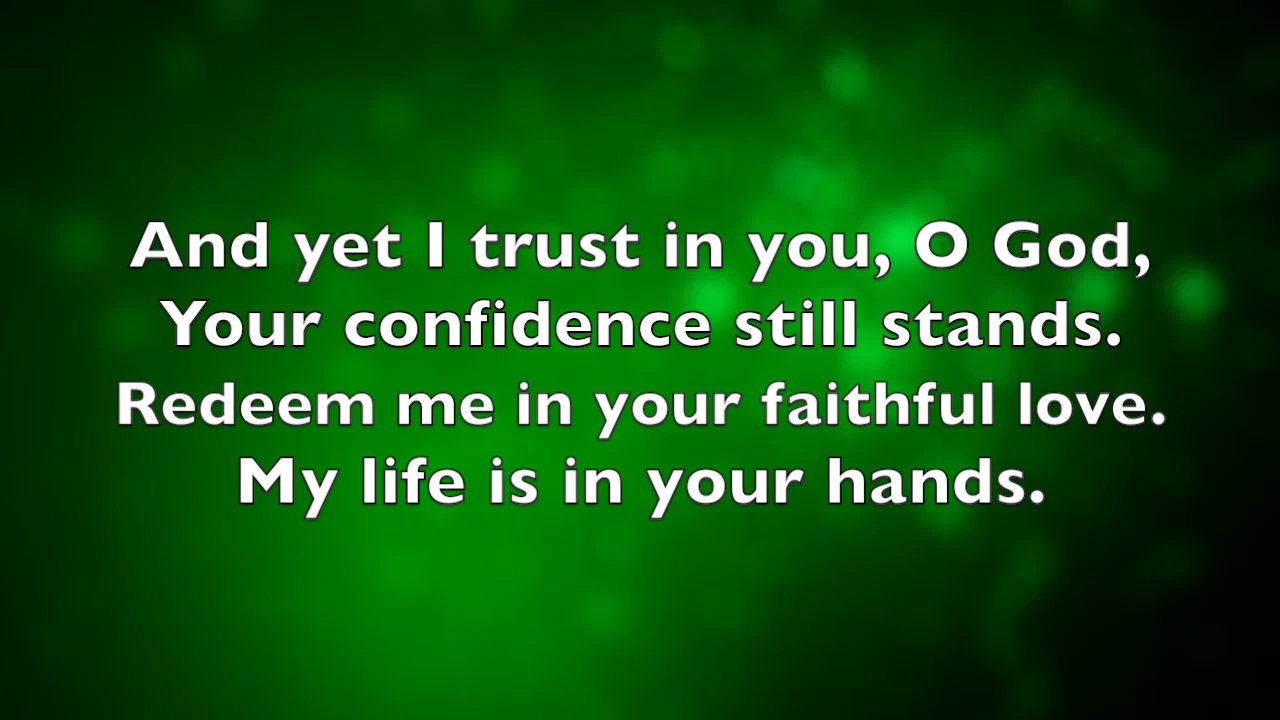 And yet I trust in you, O God,
Your confidence still stands.
Redeem me in your faithful love.
My life is in your hands.